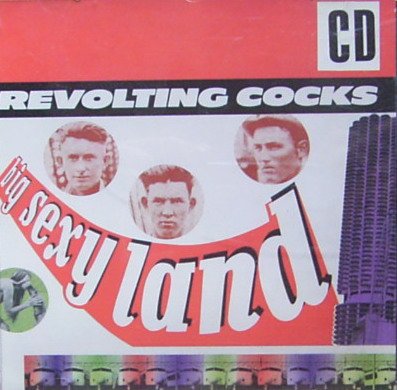 CD
REVOLTING COCKS
big sexy land